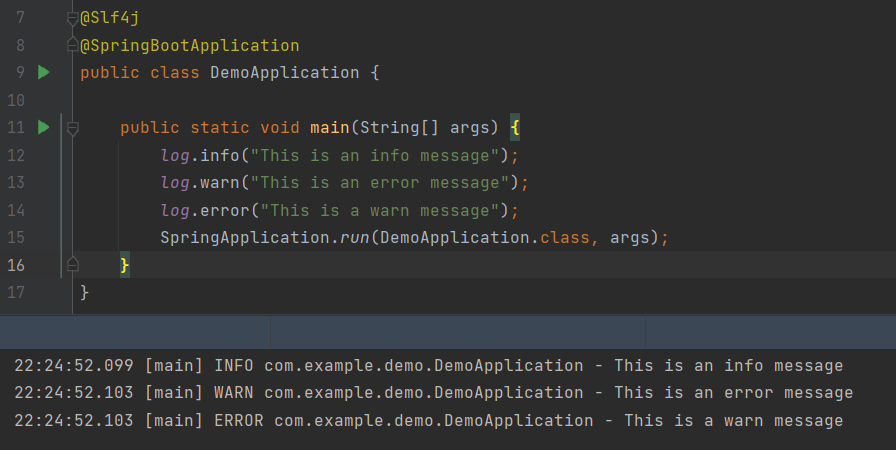 7 @Slf4j
8 @SpringBootApplication
9 public class DemoApplication {
10
11 public static void main(String[] args) {
12 log.info("This is an info message");
13 log.warn("This is an error message");
14 log.error("This is a warn message");
15 SpringApplication.run(DemoApplication.class, args);
16 }
17 }
22:24:52.099 [main] INFO com.example.demo.DemoApplication - This is an info message
22:24:52.103 [main] WARN com.example.demo.DemoApplication - This is an error message
22:24:52.103 [main] ERROR com.example.demo.DemoApplication - This is a warn message